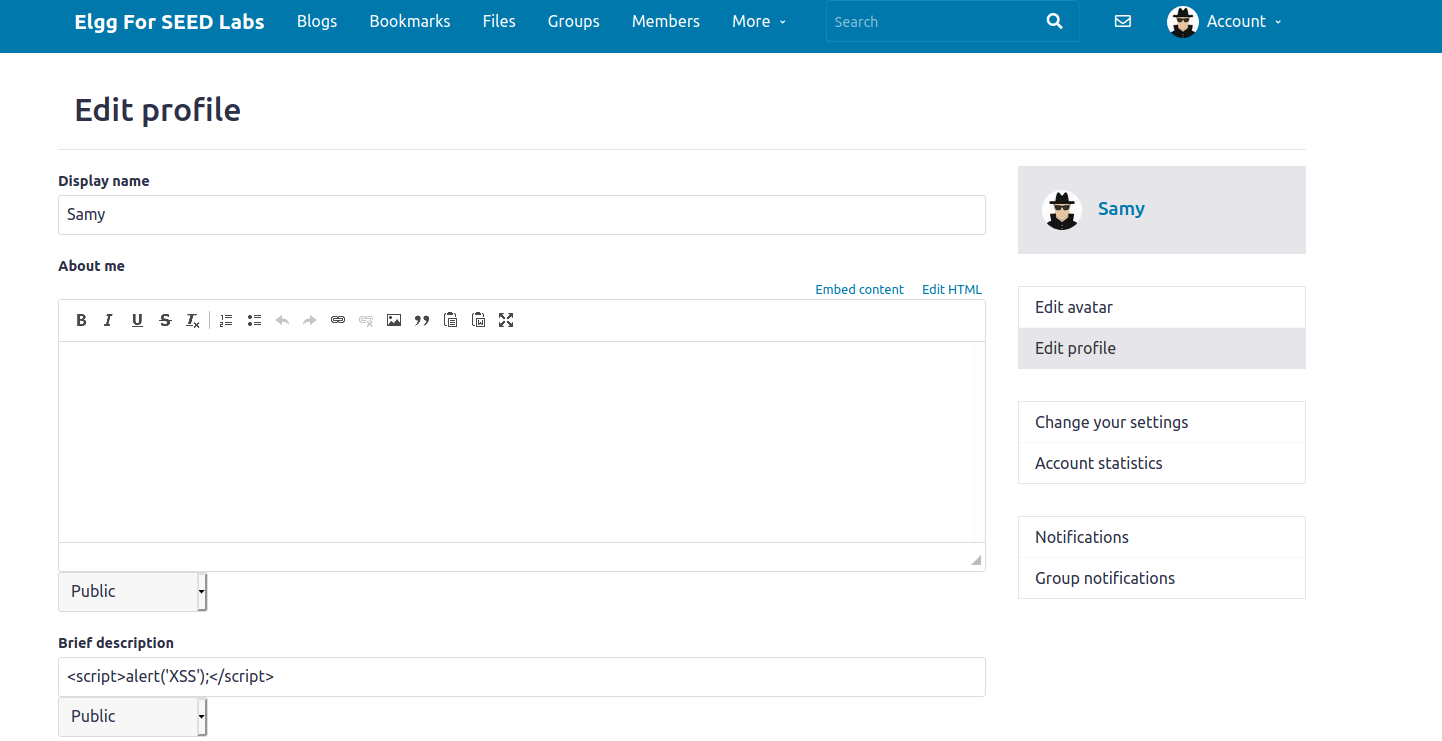 Elgg For SEED Labs Blogs Bookmarks Files Groups Members More Search Account
Edit profile
Display name
Samy
About me
Embed content Edit HTML
B I U S Tx
Public
Brief description
<script>alert('XSS');</script>
Public
Samy
Edit avatar
Edit profile
Change your settings
Account statistics
Notifications
Group notifications